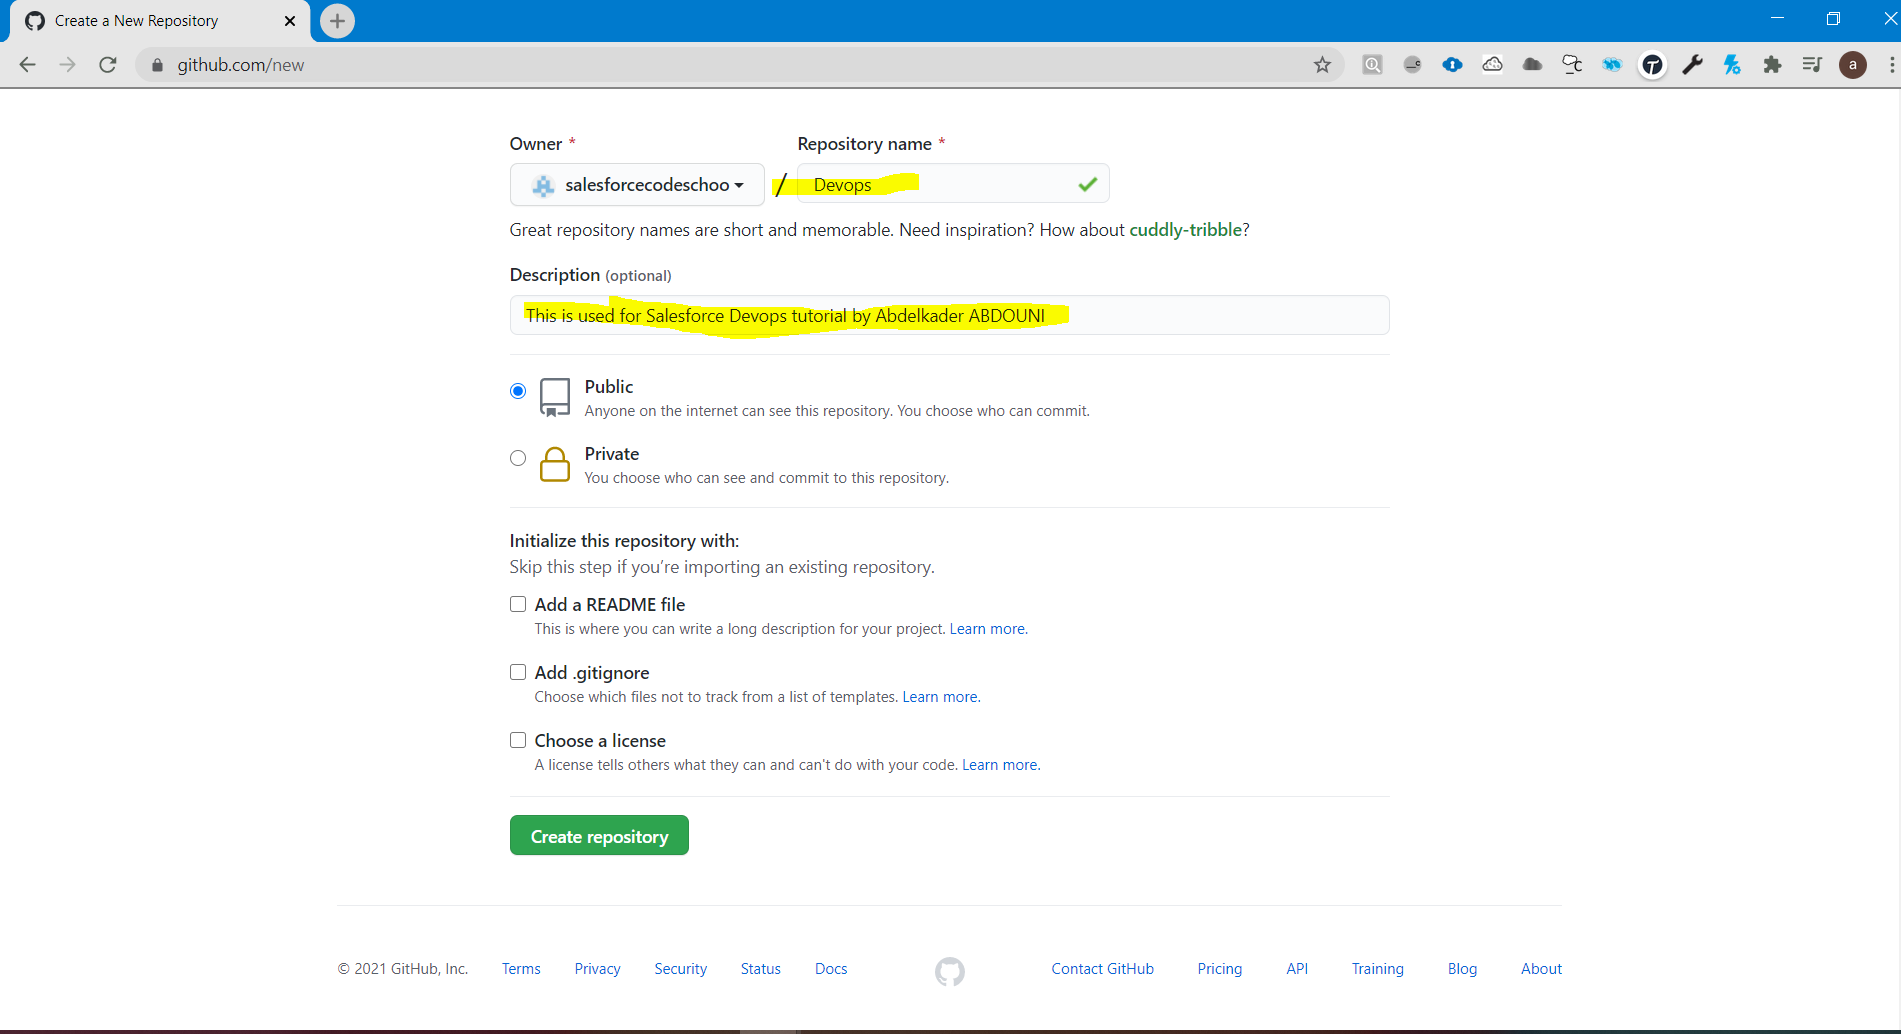 Create a New Repository
github.com/new
Owner *
Repository name *
salesforcecodeschoo / Devops
Great repository names are short and memorable. Need inspiration? How about cuddly-tribble?
Description (optional)
This is used for Salesforce Devops tutorial by Abdelkader ABDOUNI
Public
Anyone on the internet can see this repository. You choose who can commit.
Private
You choose who can see and commit to this repository.
Initialize this repository with:
Skip this step if you’re importing an existing repository.
Add a README file
This is where you can write a long description for your project. Learn more.
Add .gitignore
Choose which files not to track from a list of templates. Learn more.
Choose a license
A license tells others what they can and can't do with your code. Learn more.
Create repository
© 2021 GitHub, Inc. Terms Privacy Security Status Docs Contact GitHub Pricing API Training Blog About